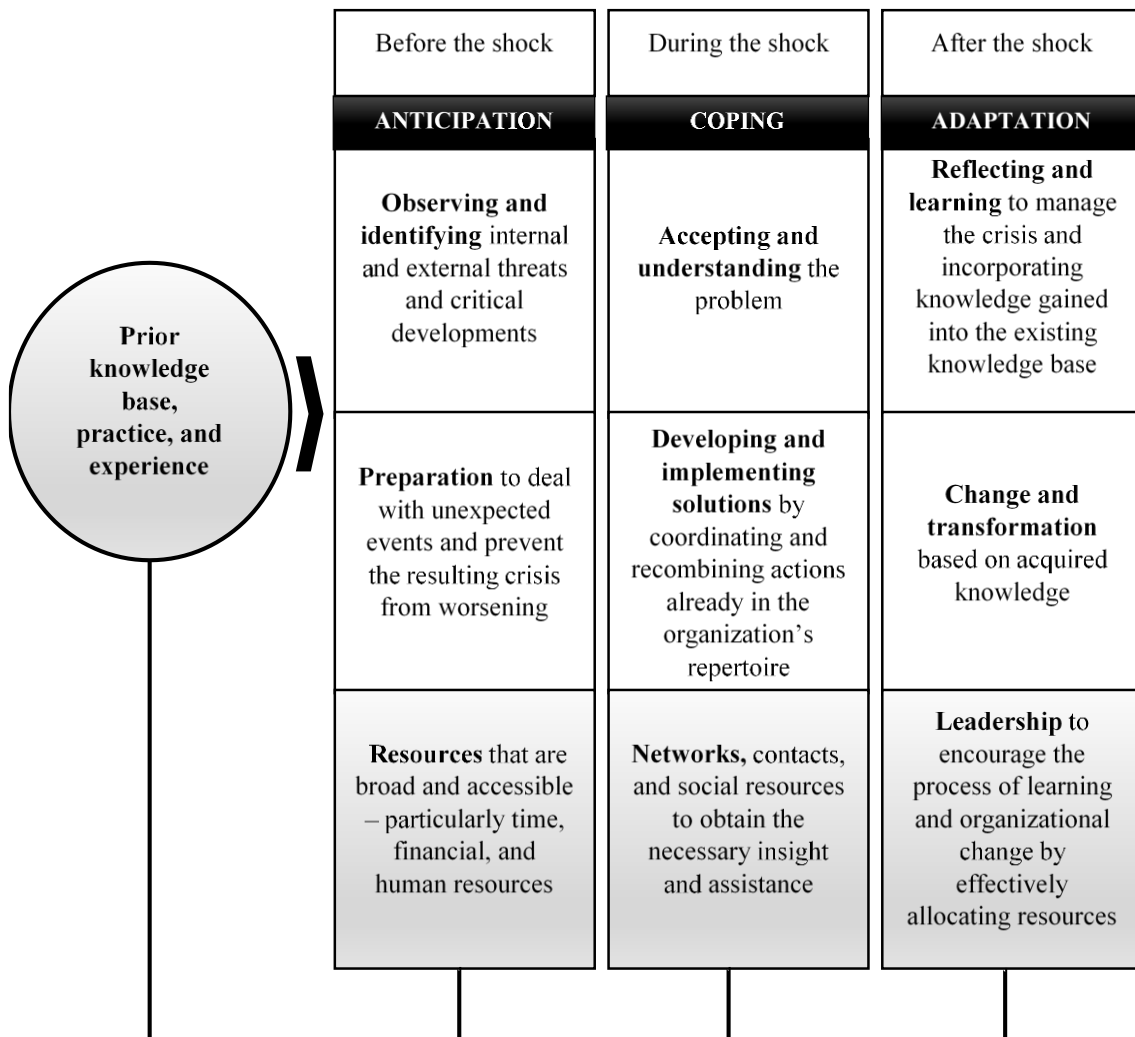 Before the shock
During the shock
After the shock
ANTICIPATION
COPING
ADAPTATION
Prior
knowledge
base,
practice, and
experience
Observing and
identifying internal
and external threats
and critical
developments
Accepting and
understanding the
problem
Reflecting and
learning to manage
the crisis and
incorporating
knowledge gained
into the existing
knowledge base
Preparation to deal
with unexpected
events and prevent
the resulting crisis
from worsening
Developing and
implementing
solutions by
coordinating and
recombining actions
already in the
organization’s
repertoire
Change and
transformation
based on acquired
knowledge
Resources that are
broad and accessible
– particularly time,
financial, and
human resources
Networks, contacts,
and social resources
to obtain the
necessary insight
and assistance
Leadership to
encourage the
process of learning
and organizational
change by
effectively
allocating resources